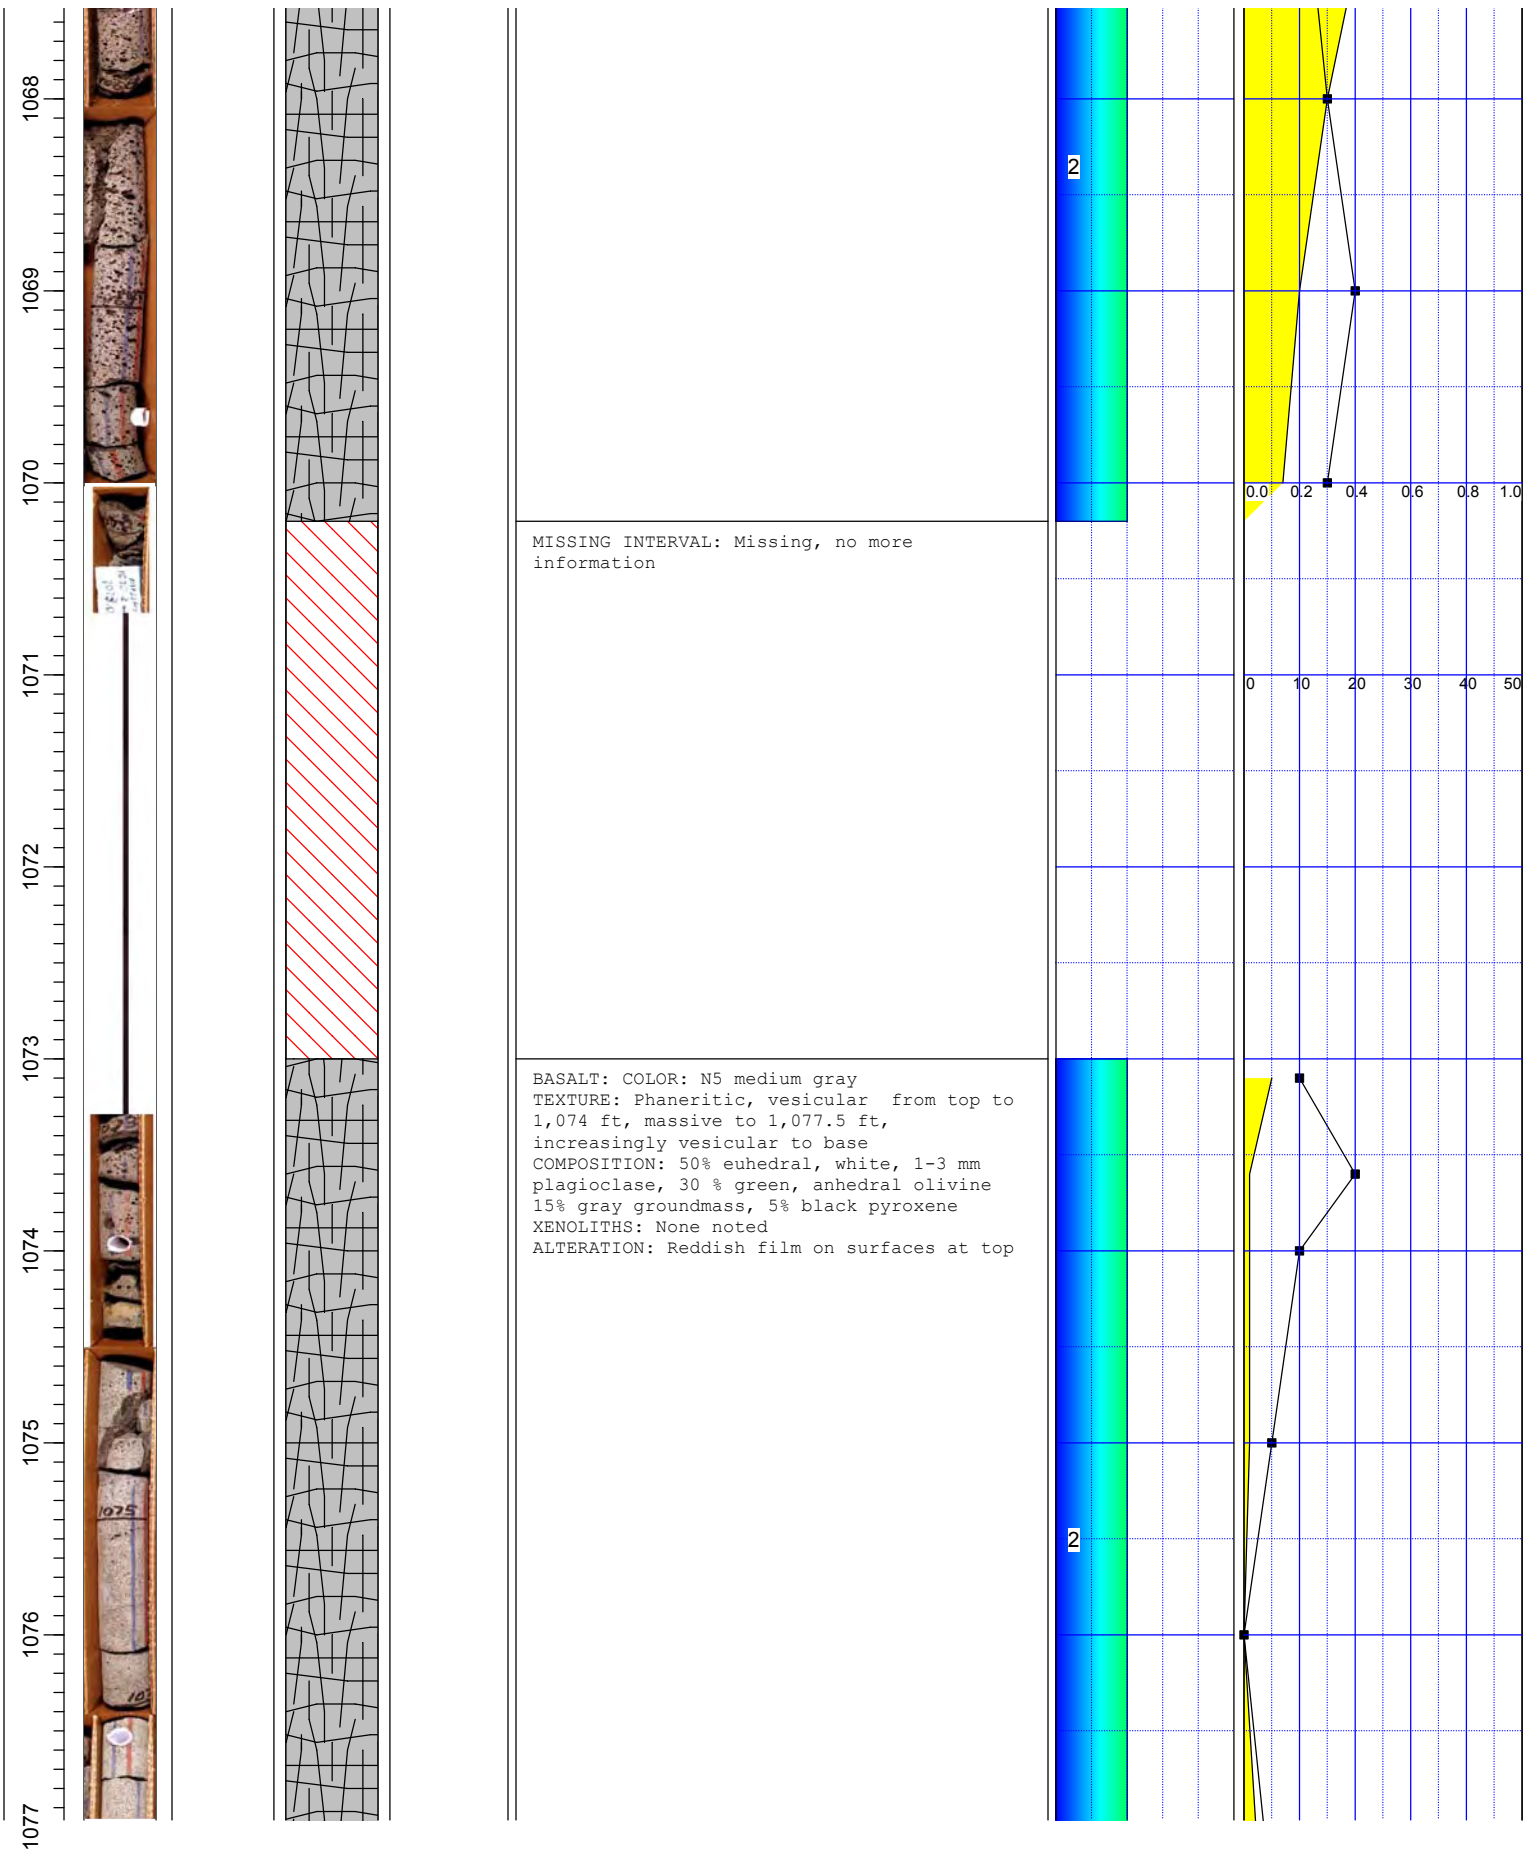 1068
2
1069
1070
0.0 0.2 0.4 0.6 0.8 1.0
MISSING INTERVAL: Missing, no more
information
1071
0 10 20 30 40 50
1072
1073
BASALT: COLOR: N5 medium gray
TEXTURE: Phaneritic, vesicular from top to
1,074 ft, massive to 1,077.5 ft,
increasingly vesicular to base
COMPOSITION: 50% euhedral, white, 1-3 mm
plagioclase, 30 % green, anhedral olivine
15% gray groundmass, 5% black pyroxene
XENOLITHS: None noted
ALTERATION: Reddish film on surfaces at top
1074
1075
1075
2
1076
1077